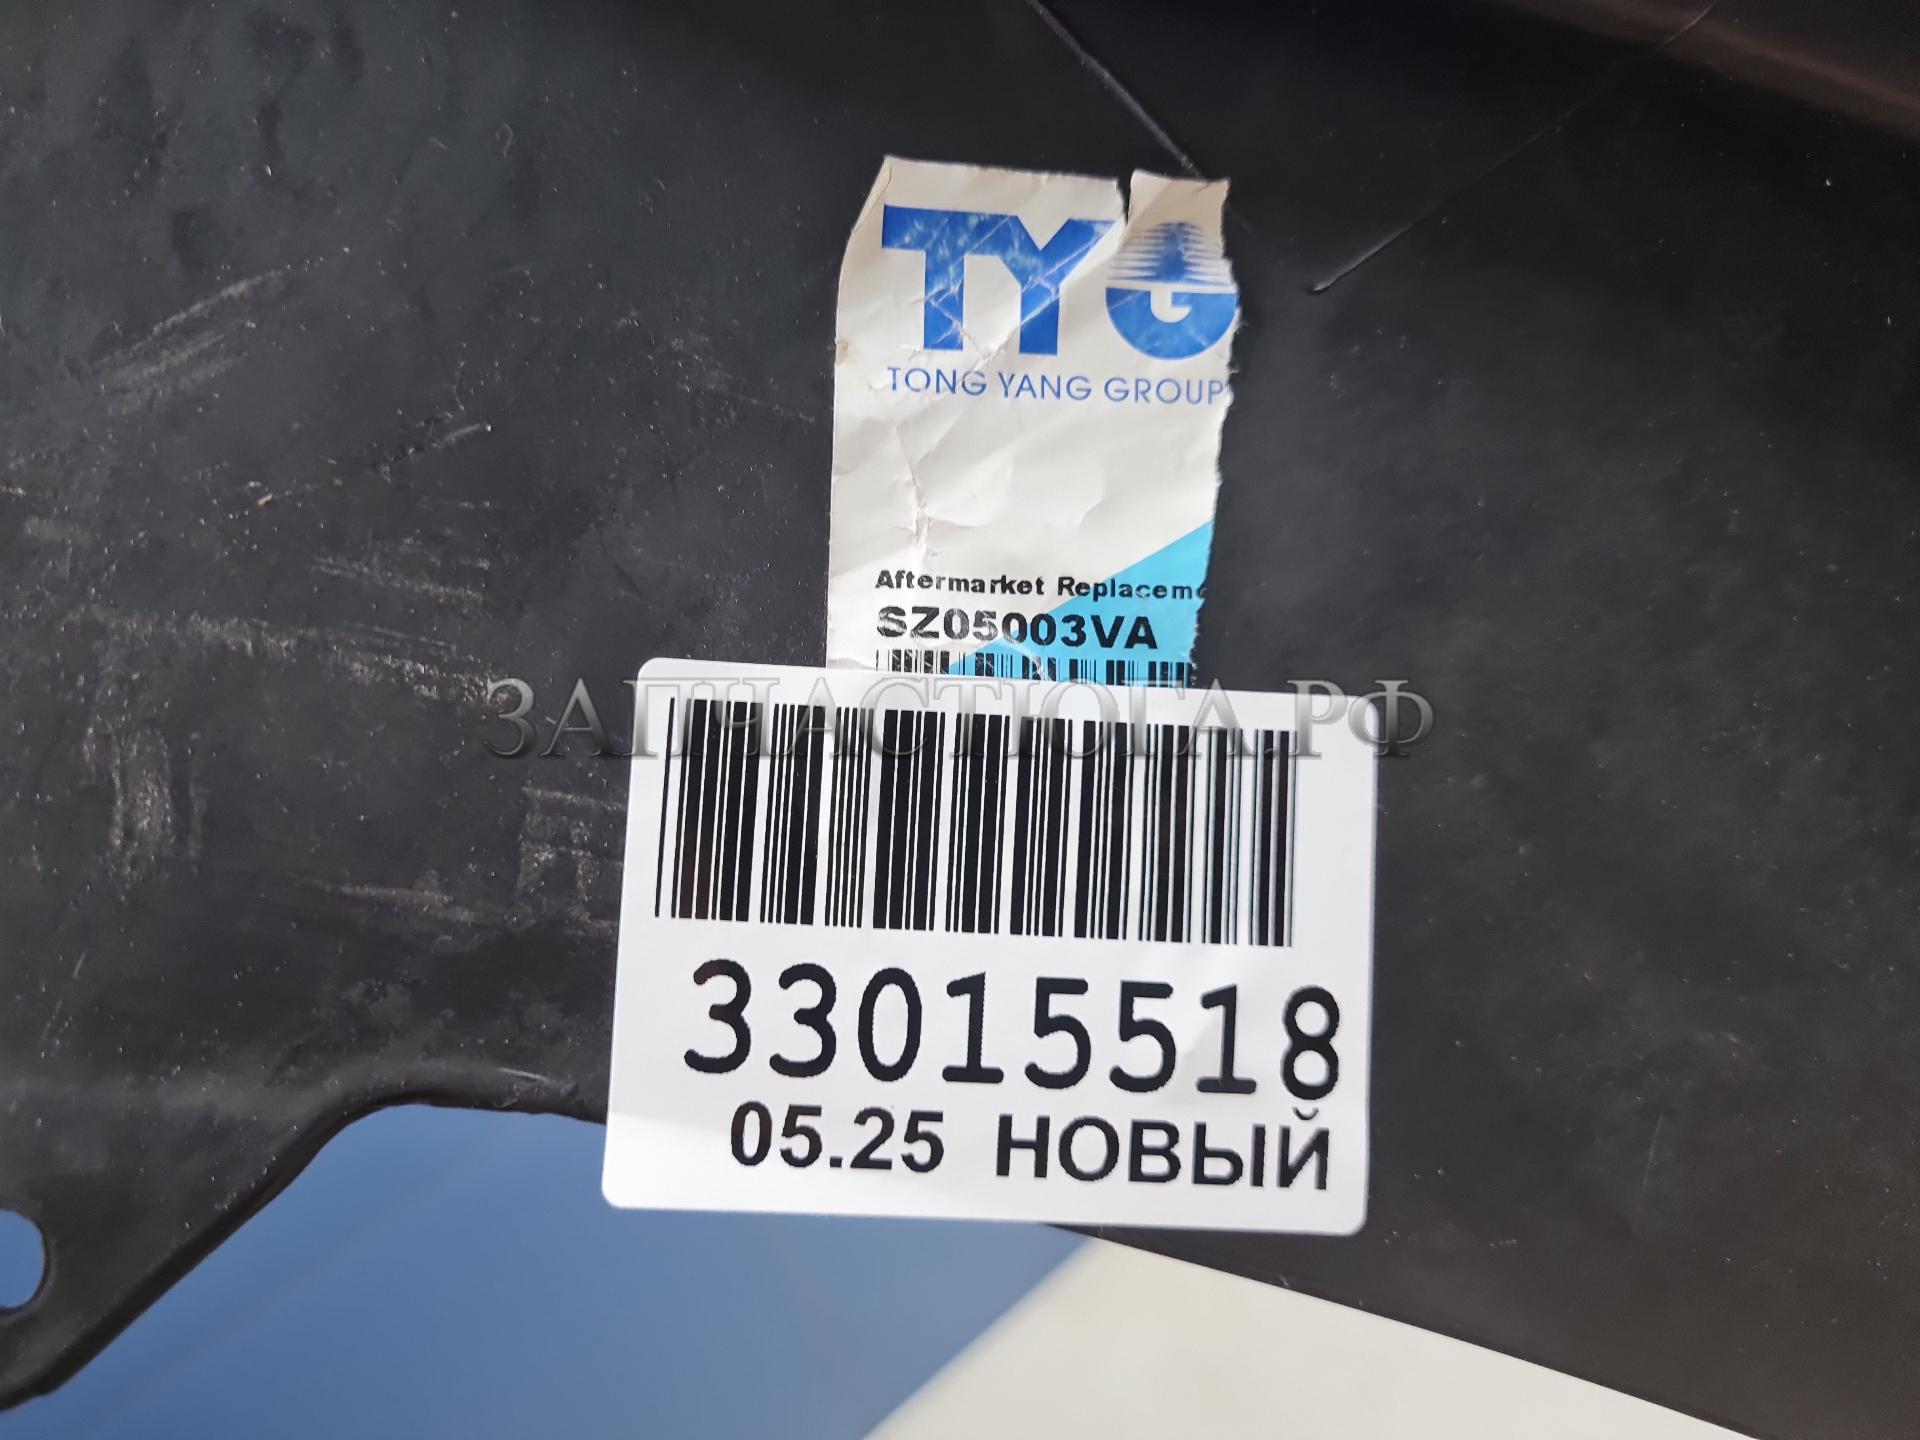 TYG
TONG YANG GROUP
Aftermarket Replaceme
SZ05003VA
ЗАПЧАСТЮГА.РФ
33015518
05.25 НОВЫЙ